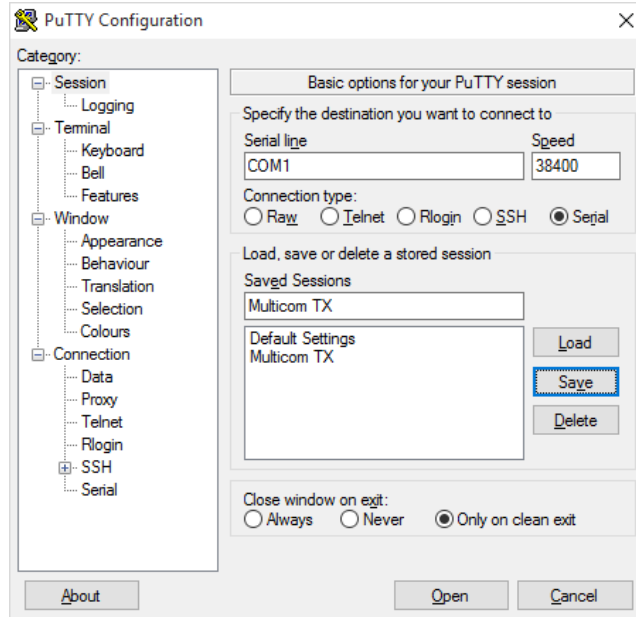 PuTTY Configuration
Category:
Session
Logging
Terminal
Keyboard
Bell
Features
Window
Appearance
Behaviour
Translation
Selection
Colours
Connection
Data
Proxy
Telnet
Rlogin
SSH
Serial
Basic options for your PuTTY session
Specify the destination you want to connect to
Serial line Speed
COM1 38400
Connection type:
Raw Telnet Rlogin SSH Serial
Load, save or delete a stored session
Saved Sessions
Multicom TX
Default Settings
Multicom TX
Load
Save
Delete
Close window on exit:
Always Never Only on clean exit
About Open Cancel